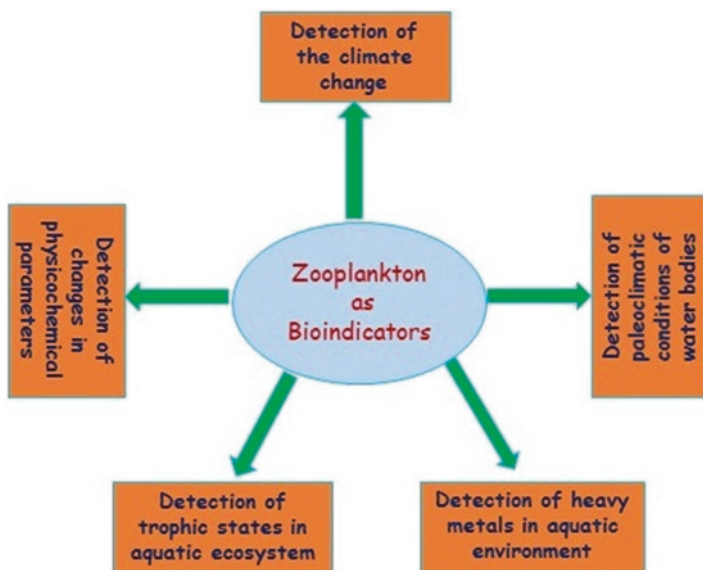 Detection of
the climate
change
Detection of
changes in
physicochemical
parameters
Zooplankton
as
Bioindicators
Detection of
paleoclimatic
conditions of
water bodies
Detection of
trophic states in
aquatic ecosystem
Detection of heavy
metals in aquatic
environment